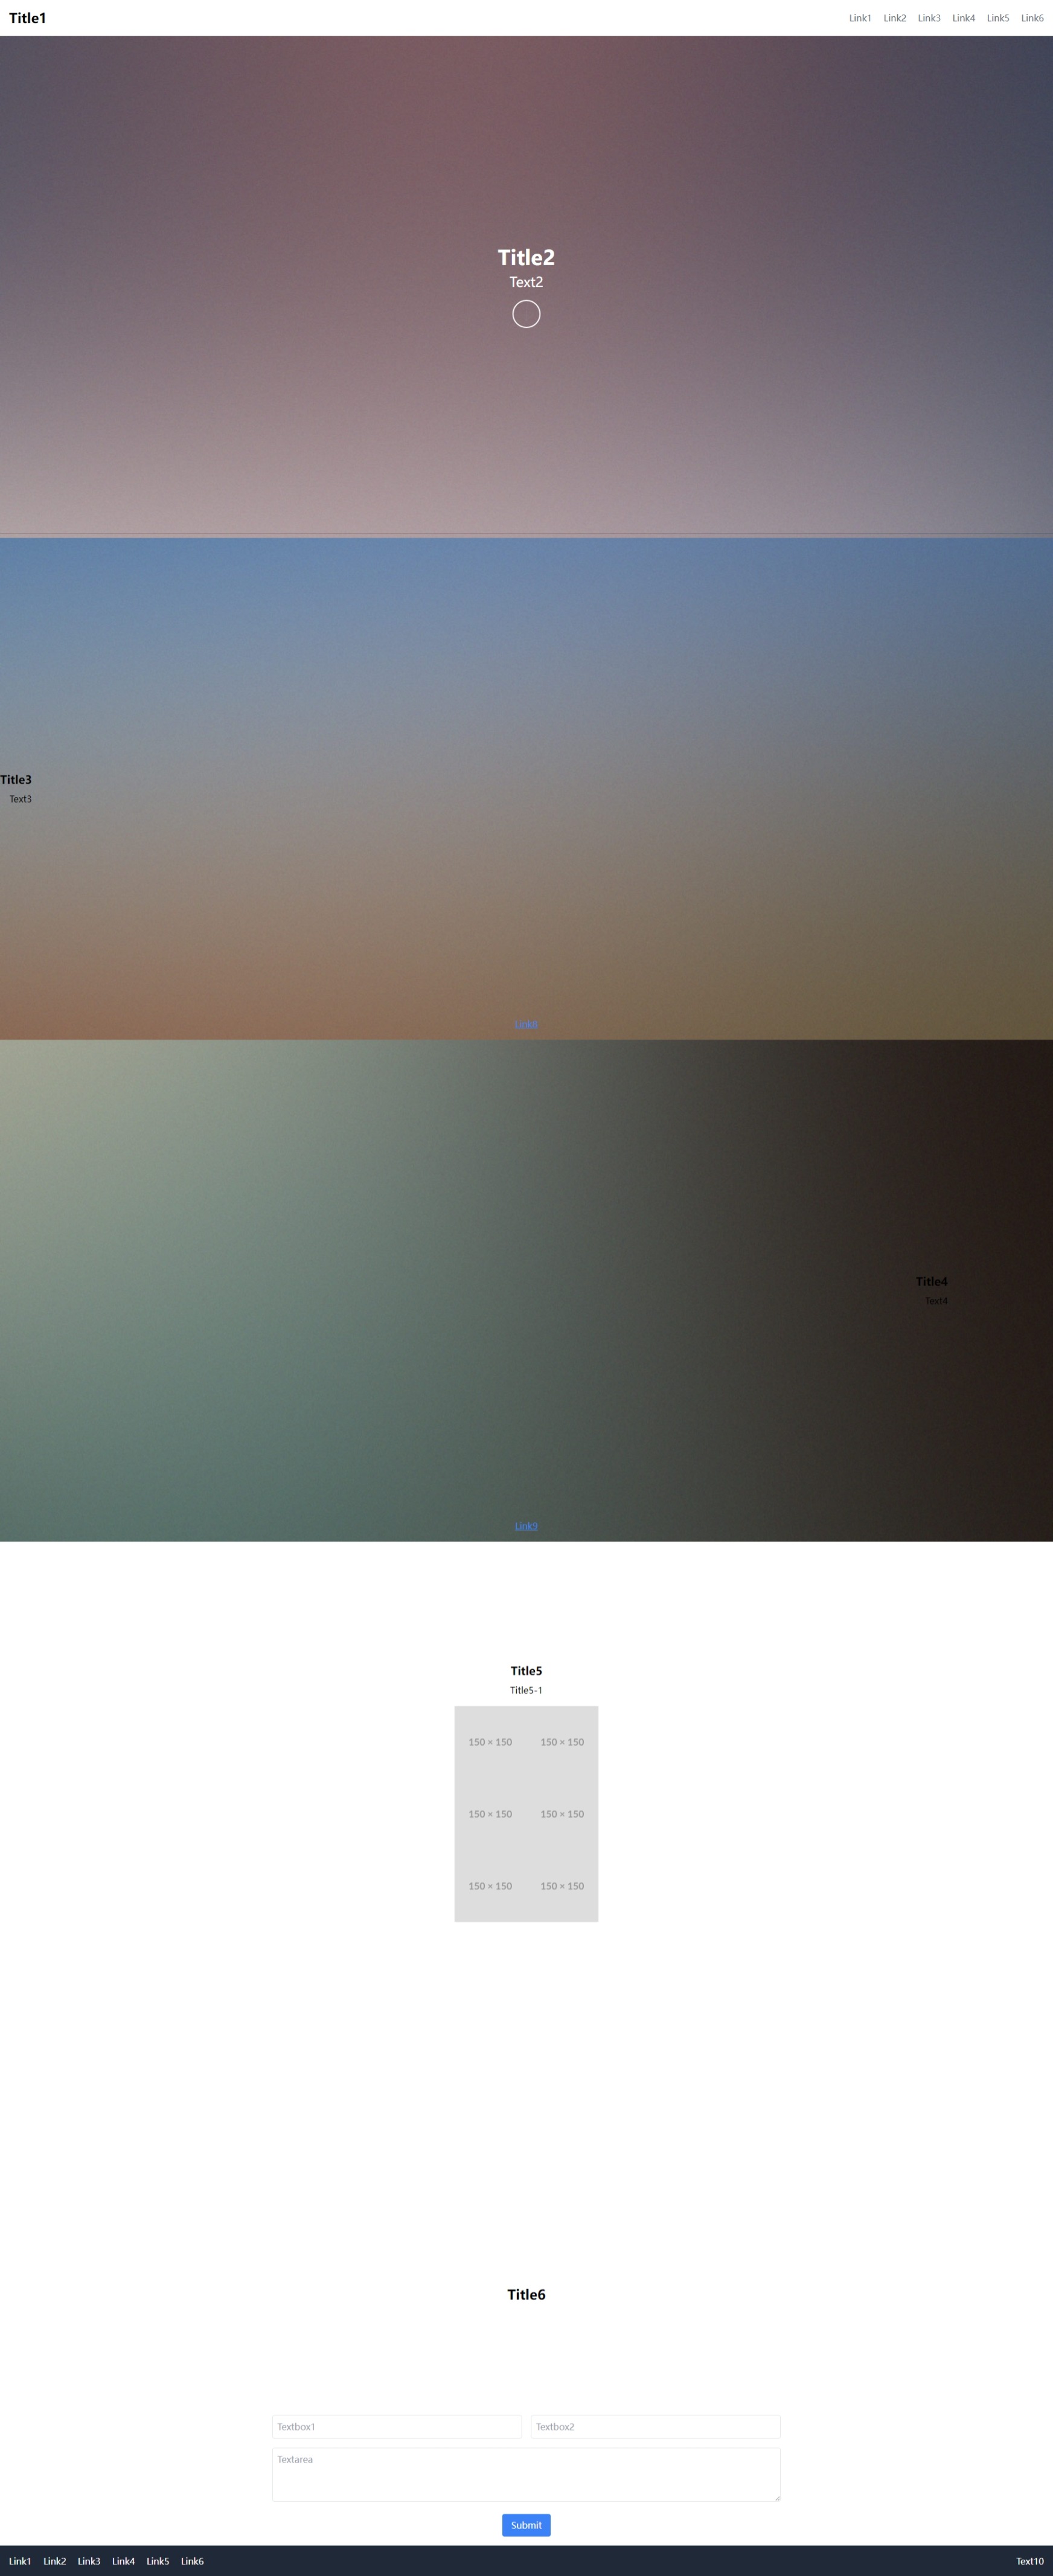 Title1
Link1 Link2 Link3 Link4 Link5 Link6
Title2
Text2
Title3
Text3
Title4
Text4
Link9
Title5
Title5-1
150 × 150 150 × 150
150 × 150 150 × 150
150 × 150 150 × 150
Title6
Textbox1 Textbox2
Textarea
Submit
Link1 Link2 Link3 Link4 Link5 Link6
Text10